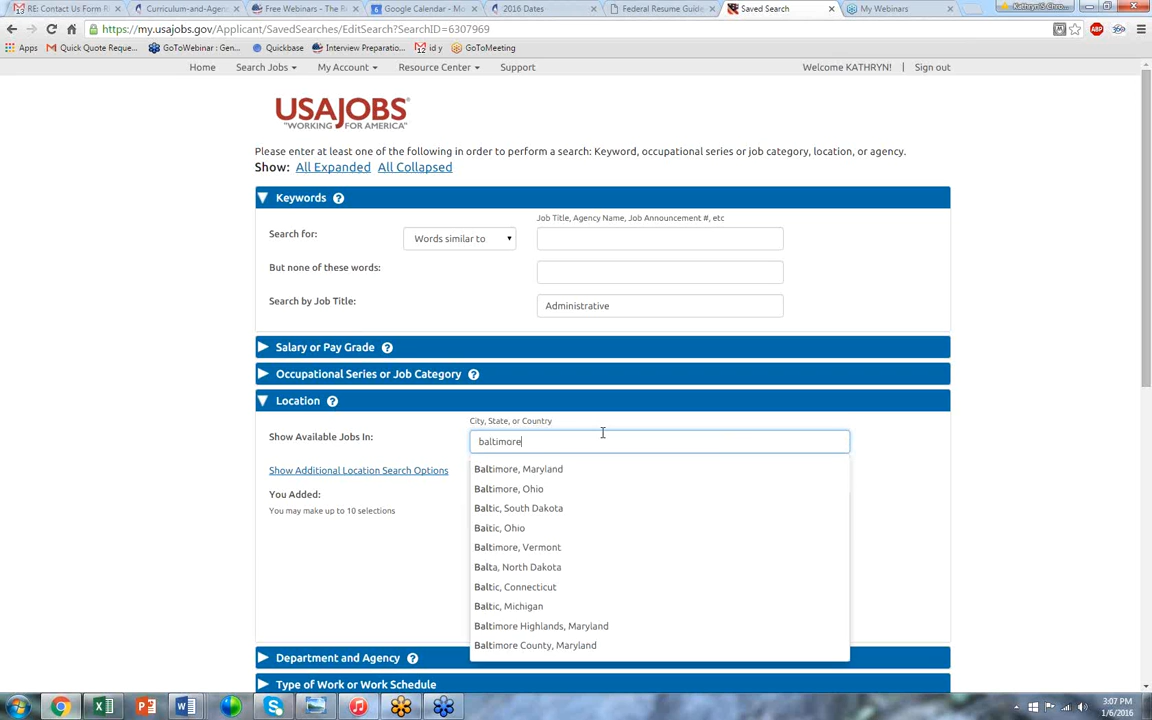 RE: Contact Us Form R
Curriculum-and-Agen
Free Webinars - The R
Google Calendar - Mo
2016 Dates
Federal Resume Guide
Saved Search
My Webinars
https://my.usajobs.gov/Applicant/SavedSearches/EditSearch?SearchID=6307969
Apps
Quick Quote Reque...
GoToWebinar : Gen...
Quickbase
Interview Preparatio...
id y
GoToMeeting
Home
Search Jobs
My Account
Resource Center
Support
Welcome KATHRYN! | Sign out
USAJOBS
"WORKING FOR AMERICA"
Please enter at least one of the following in order to perform a search: Keyword, occupational series or job category, location, or agency.
Show: All Expanded All Collapsed
Keywords ?
Job Title, Agency Name, Job Announcement #, etc
Search for: Words similar to
But none of these words:
Search by Job Title: Administrative
Salary or Pay Grade ?
Occupational Series or Job Category ?
Location ?
City, State, or Country
Show Available Jobs In: baltimore
Show Additional Location Search Options
You Added:
You may make up to 10 selections
Baltimore, Maryland
Baltimore, Ohio
Baltic, South Dakota
Baltic, Ohio
Baltimore, Vermont
Balta, North Dakota
Baltic, Connecticut
Baltic, Michigan
Baltimore Highlands, Maryland
Baltimore County, Maryland
Department and Agency ?
Type of Work or Work Schedule
3:07 PM
1/6/2016